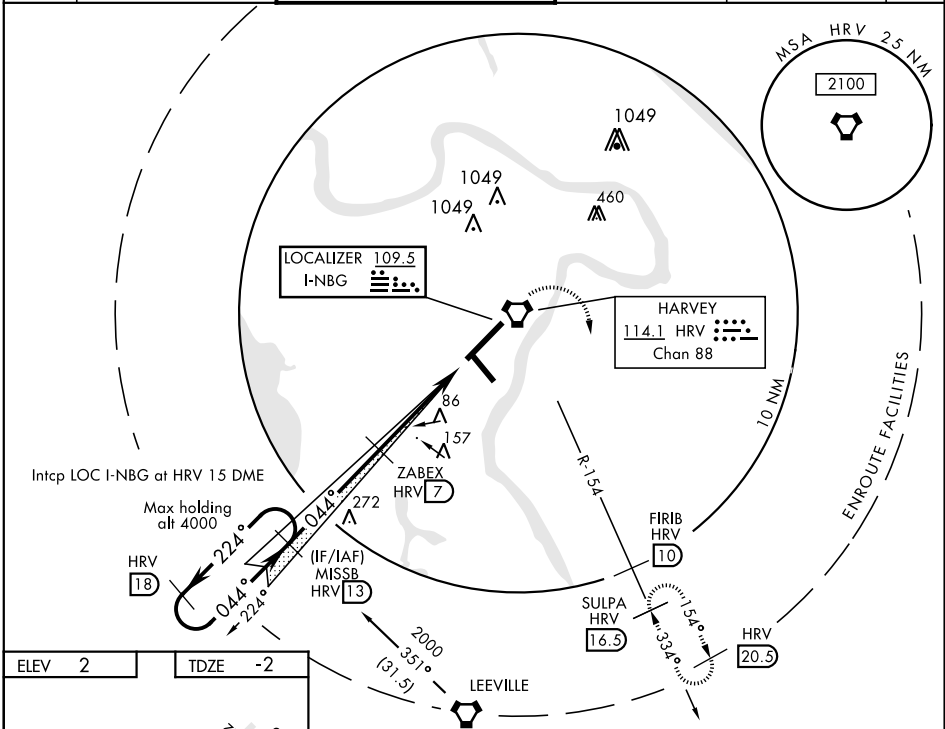 MSA HRV 25 NM
2100
1049
1049
1049
460
LOCALIZER 109.5
I-NBG
HARVEY
114.1 HRV
Chan 88
10 NM
ENROUTE FACILITIES
86
157
ZABEX
HRV 7
272
R-154
Intcp LOC I-NBG at HRV 15 DME
Max holding
alt 4000
224°
044°
044°
224°
HRV
18
(IF/IAF)
MISSB
HRV 13
FIRIB
HRV
10
SULPA
HRV
16.5
154°
334°
HRV
20.5
2000
351°
(31.5)
LEEVILLE
ELEV 2
TDZE -2